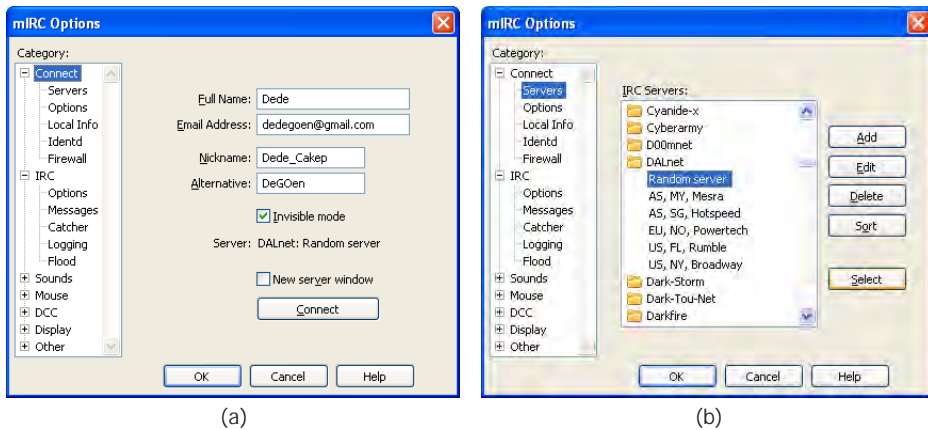 mIRC Options
Category:
Connect
Servers
Options
Local Info
Identd
Firewall
IRC
Options
Messages
Catcher
Logging
Flood
Sounds
Mouse
DCC
Display
Other
Full Name: Dede
Email Address: dedegoen@gmail.com
Nickname: Dede_Cakep
Alternative: DeGOen
Invisible mode
Server: DALnet: Random server
New server window
Connect
OK Cancel Help
(a)
mIRC Options
Category:
Connect
Servers
Options
Local Info
Identd
Firewall
IRC
Options
Messages
Catcher
Logging
Flood
Sounds
Mouse
DCC
Display
Other
IRC Servers:
Cyanide-x
Cyberarmy
D00mnet
DALnet
Random server
AS, MY, Mesra
AS, SG, Hotspeed
EU, NO, Powertech
US, FL, Rumble
US, NY, Broadway
Dark-Storm
Dark-Tou-Net
Darkfire
Add
Edit
Delete
Sort
Select
OK Cancel Help
(b)